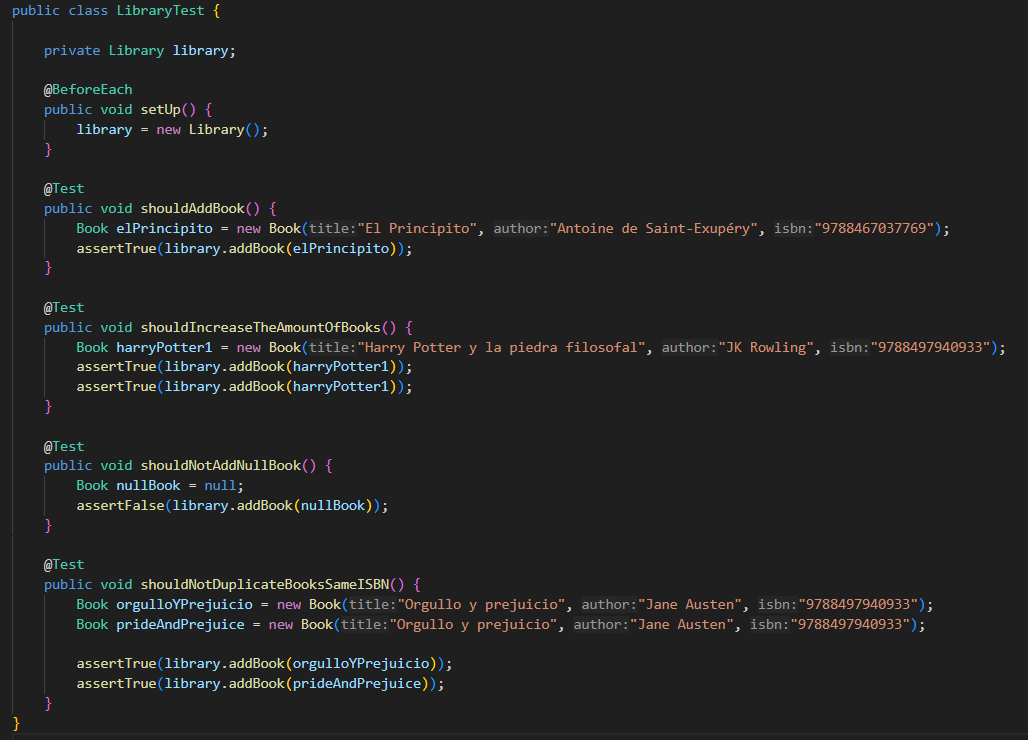 public class LibraryTest {
private Library library;
@BeforeEach
public void setUp() {
library = new Library();
}
@Test
public void shouldAddBook() {
Book elPrincipito = new Book(title:"El Principito", author:"Antoine de Saint-Exupéry", isbn:"9788467037769");
assertTrue(library.addBook(elPrincipito));
}
@Test
public void shouldIncreaseTheAmountOfBooks() {
Book harryPotter1 = new Book(title:"Harry Potter y la piedra filosofal", author:"JK Rowling", isbn:"9788497940933");
assertTrue(library.addBook(harryPotter1));
assertTrue(library.addBook(harryPotter1));
}
@Test
public void shouldNotAddNullBook() {
Book nullBook = null;
assertFalse(library.addBook(nullBook));
}
@Test
public void shouldNotDuplicateBooksSameISBN() {
Book orgulloYPrejuicio = new Book(title:"Orgullo y prejuicio", author:"Jane Austen", isbn:"9788497940933");
Book prideAndPrejuice = new Book(title:"Orgullo y prejuicio", author:"Jane Austen", isbn:"9788497940933");
assertTrue(library.addBook(orgulloYPrejuicio));
assertTrue(library.addBook(prideAndPrejuice));
}
}